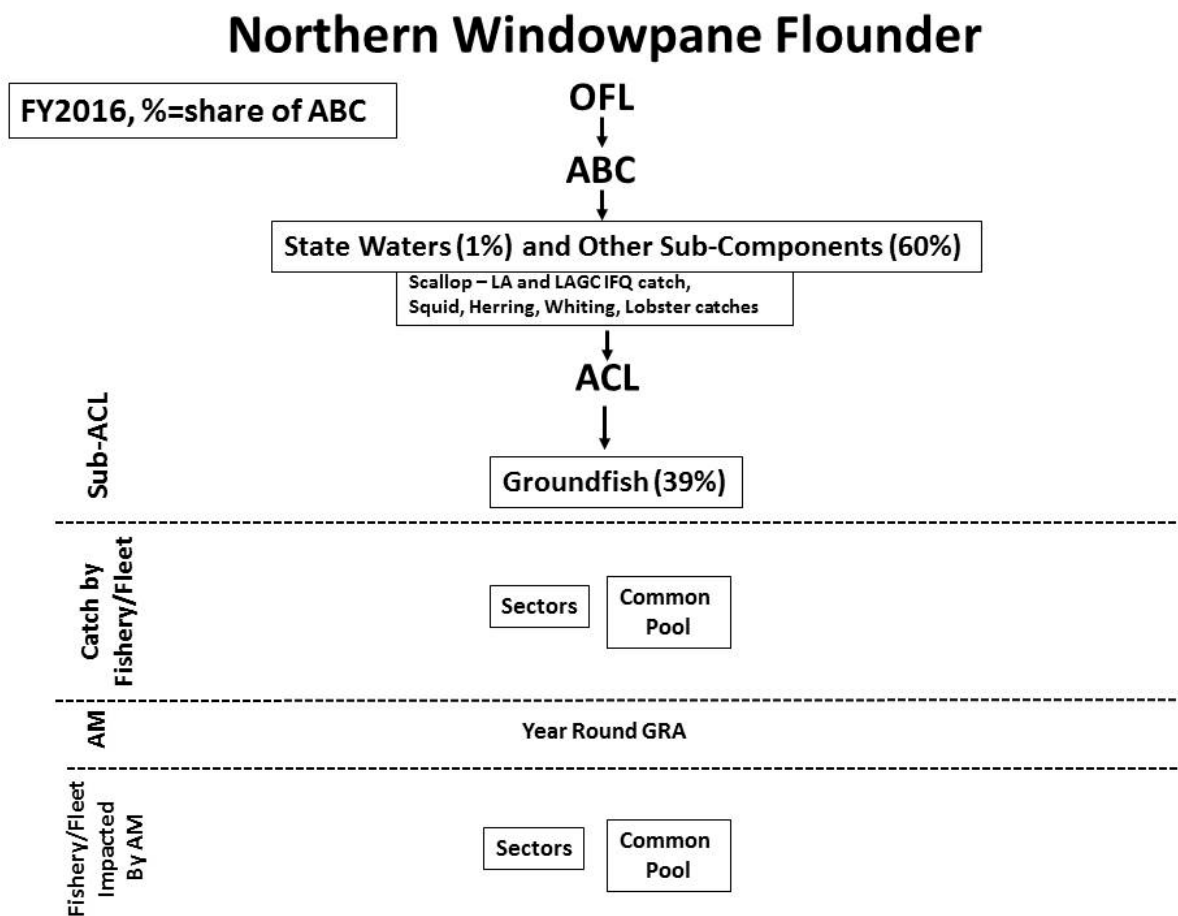 Northern Windowpane Flounder
FY2016, %=share of ABC
OFL
ABC
State Waters (1%) and Other Sub-Components (60%)
Scallop – LA and LAGC IFQ catch,
Squid, Herring, Whiting, Lobster catches
ACL
Sub-ACL
Groundfish (39%)
Catch by
Fishery/Fleet
Sectors
Common
Pool
AM
Year Round GRA
Fishery/Fleet
Impacted
By AM
Sectors
Common
Pool